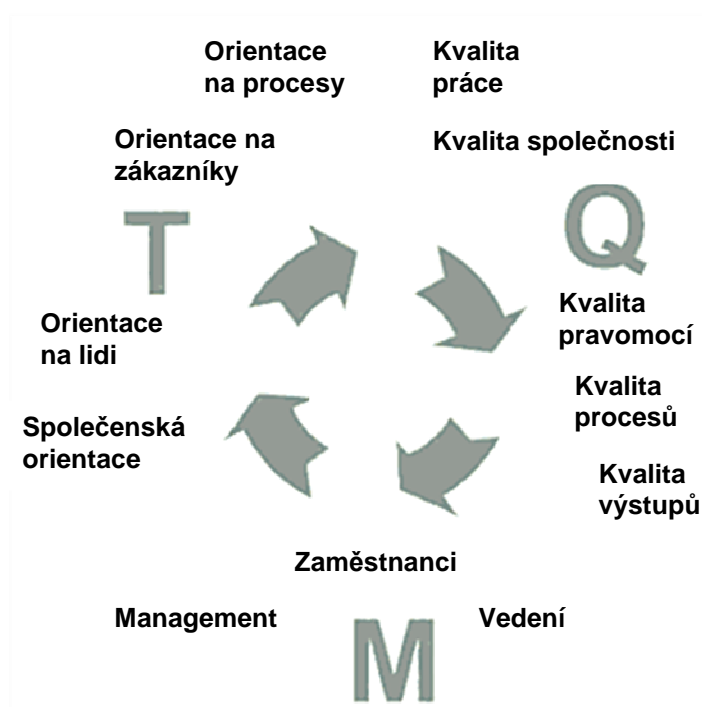 Orientace
na procesy
Kvalita
práce
Orientace na
zákazníky
Kvalita společnosti
T
Q
Orientace
na lidi
Kvalita
pravomocí
Kvalita
procesů
Společenská
orientace
Kvalita
výstupů
Zaměstnanci
Management
Vedení
M